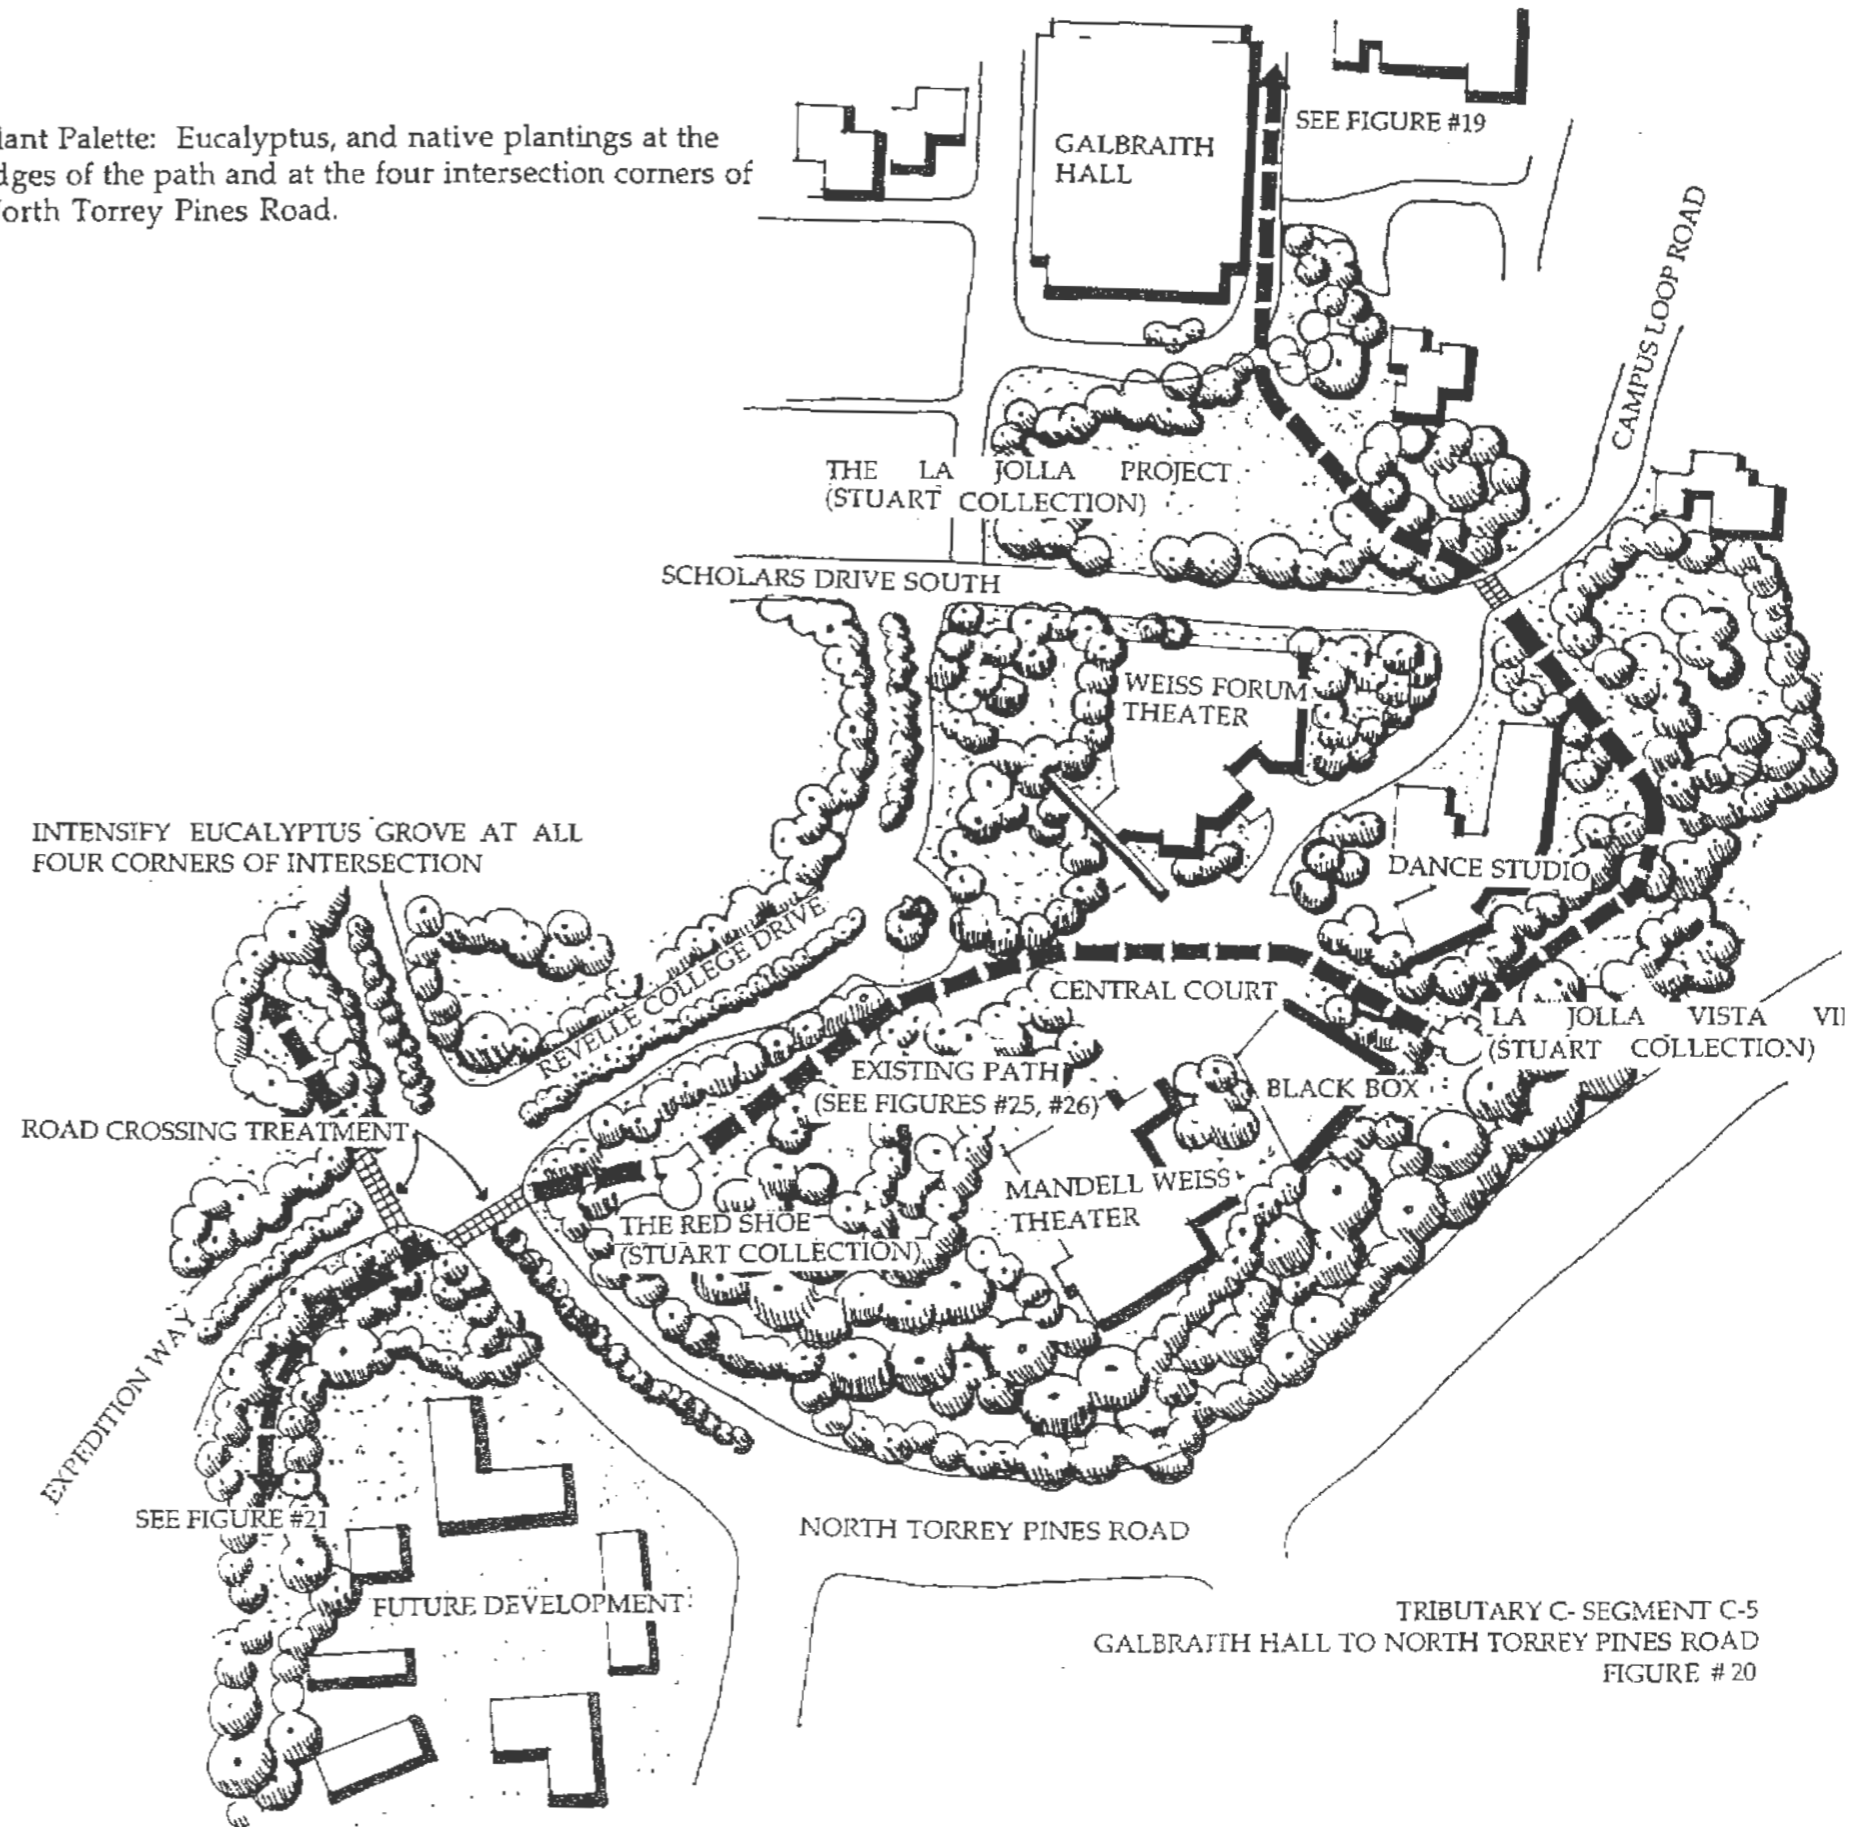 lant Palette: Eucalyptus, and native plantings at the
dges of the path and at the four intersection corners of
orth Torrey Pines Road.
GALBRAITH
HALL
SEE FIGURE #19
CAMPUS LOOP ROAD
THE LA JOLLA PROJECT
(STUART COLLECTION)
SCHOLARS DRIVE SOUTH
WEISS FORUM
THEATER
INTENSIFY EUCALYPTUS GROVE AT ALL
FOUR CORNERS OF INTERSECTION
DANCE STUDIO
REVELLE COLLEGE DRIVE
CENTRAL COURT
LA JOLLA VISTA VI
(STUART COLLECTION)
EXISTING PATH
(SEE FIGURES #25, #26)
BLACK BOX
ROAD CROSSING TREATMENT
MANDELL WEISS
THEATER
THE RED SHOE
(STUART COLLECTION)
EXPEDITION WAY
SEE FIGURE #21
NORTH TORREY PINES ROAD
FUTURE DEVELOPMENT
TRIBUTARY C- SEGMENT C-5
GALBRAITH HALL TO NORTH TORREY PINES ROAD
FIGURE # 20